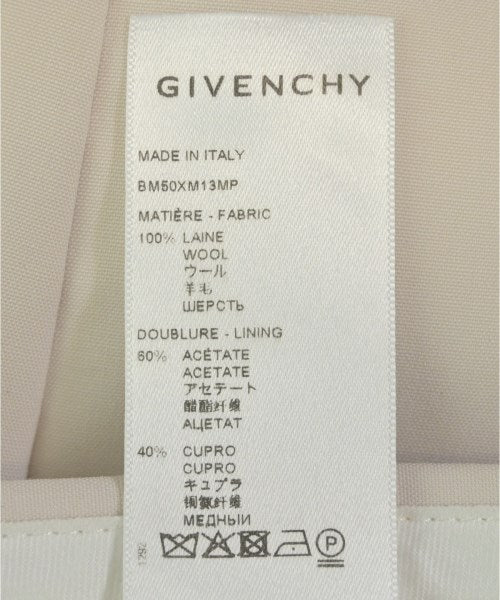 GIVENCHY
MADE IN ITALY
BM50XM13MP
MATIÈRE - FABRIC
100% LAINE
WOOL
ウール
羊毛
ШЕРСТЬ
DOUBLURE - LINING
60% ACÉTATE
ACETATE
アセテート
醋酯纤维
АЦЕТАТ
40% CUPRO
CUPRO
キュプラ
铜氨纤维
МЕДНЫЙ
1292
P